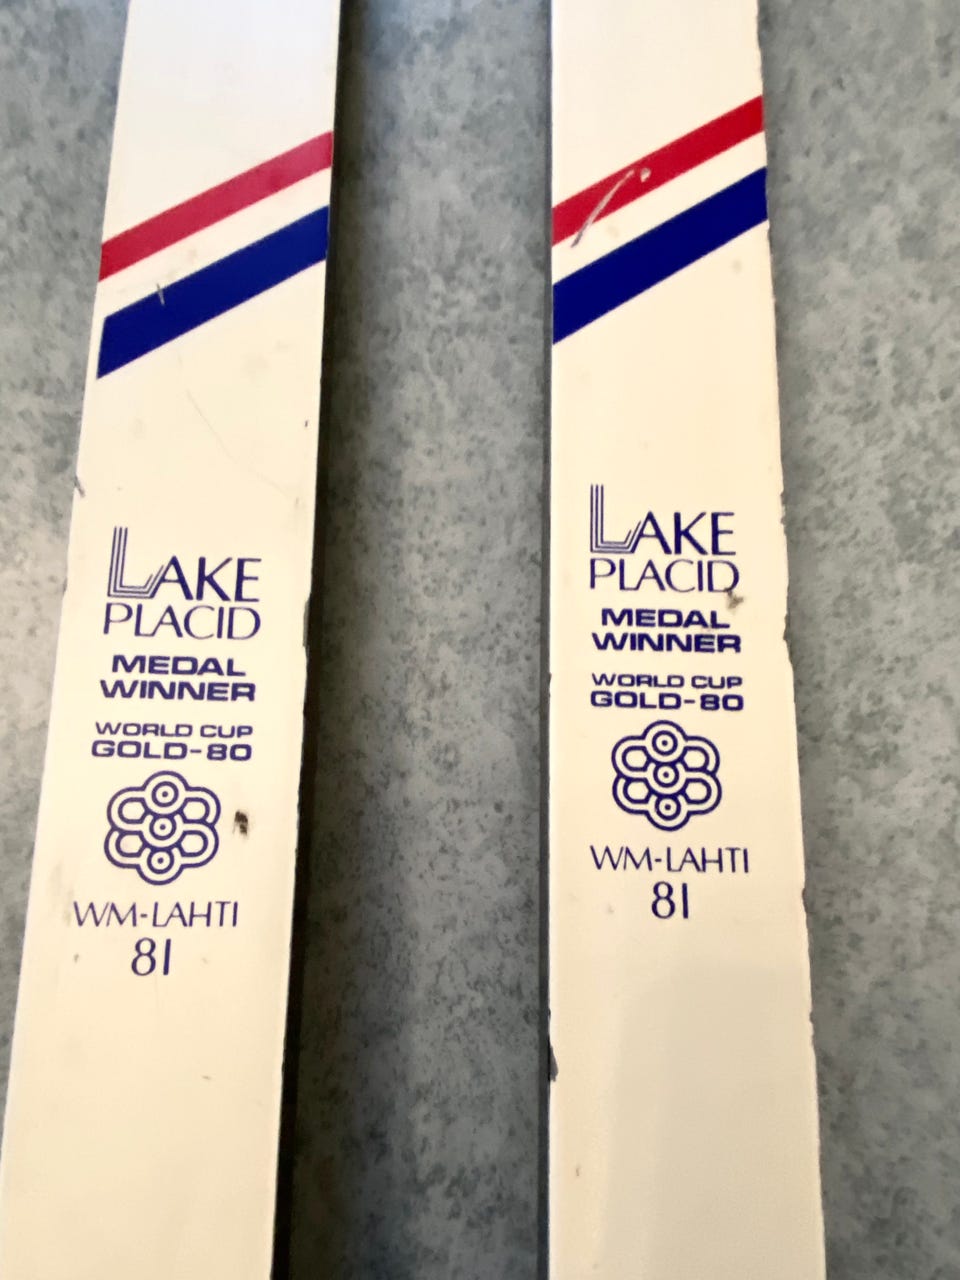 LAKE
PLACID
MEDAL
WINNER
WORLD CUP
GOLD-80
WM-LAHTI
81
LAKE
PLACID
MEDAL
WINNER
WORLD CUP
GOLD-80
WM-LAHTI
81